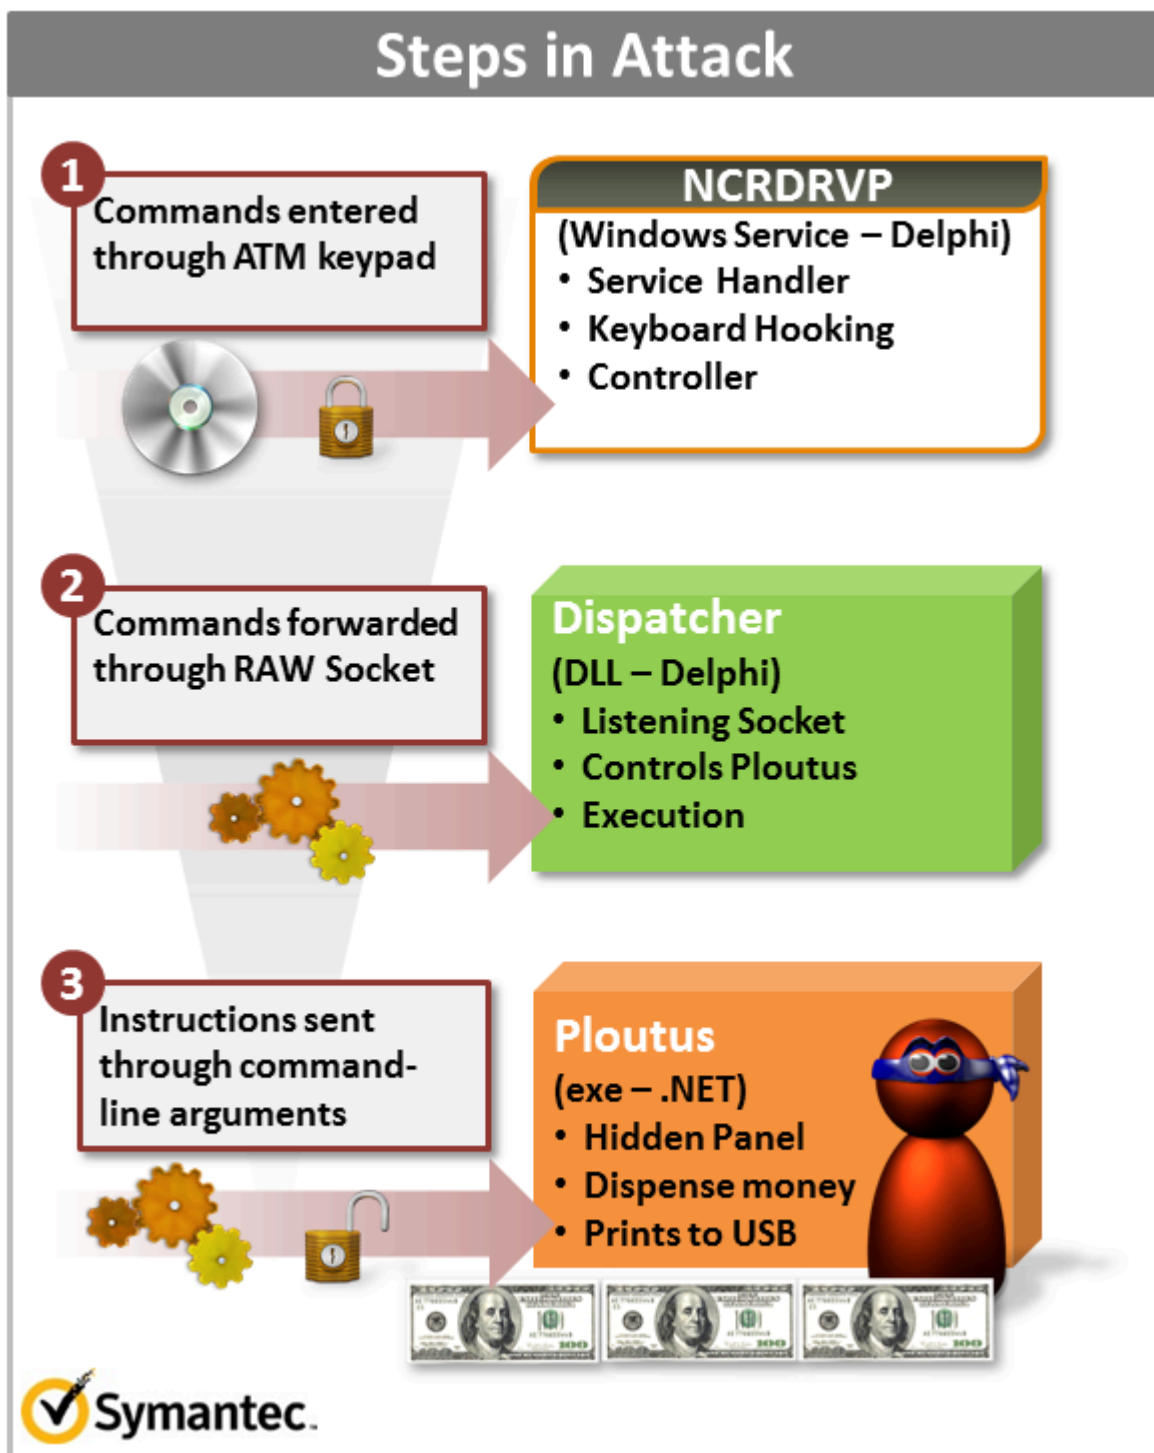 Steps in Attack
1
Commands entered
through ATM keypad
NCRDRVP
(Windows Service – Delphi)
• Service Handler
• Keyboard Hooking
• Controller
2
Commands forwarded
through RAW Socket
Dispatcher
(DLL – Delphi)
• Listening Socket
• Controls Ploutus
• Execution
3
Instructions sent
through command-
line arguments
Ploutus
(exe – .NET)
• Hidden Panel
• Dispense money
• Prints to USB
Symantec™